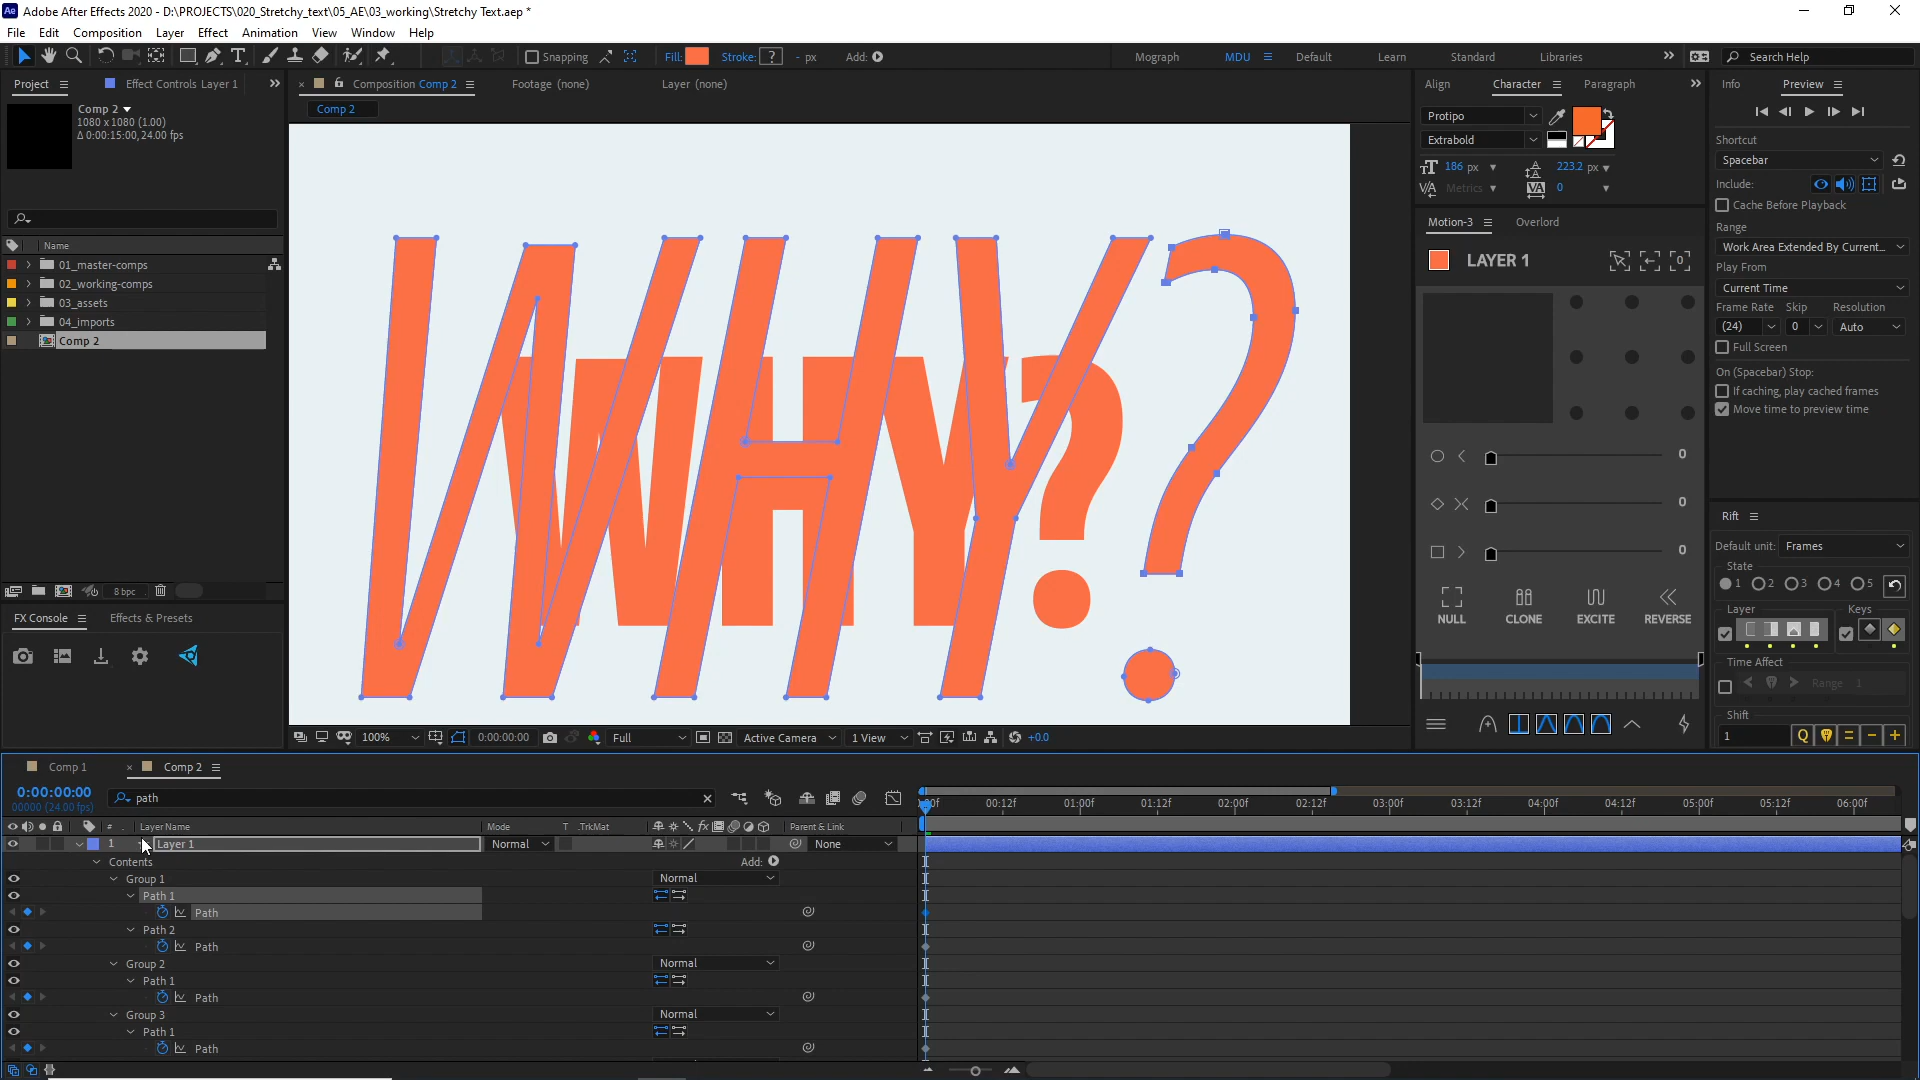 Adobe After Effects 2020 - D:\PROJECTS\020_Stretchy_text\05_AE\03_working\Stretchy Text.aep *
File Edit Composition Layer Effect Animation View Window Help
Snapping Fill: Stroke: ? - px Add: Mograph MDU Default Learn Standard Libraries Search Help
Project Effect Controls Layer 1 Composition Comp 2 Footage (none) Layer (none) Align Character Paragraph Info Preview
Comp 2
1080 x 1080 (1.00)
Δ 0:00:15:00, 24.00 fps
Comp 2
Protipo
Extrabold
186 px 223.2 px
Metrics 0
Shortcut
Spacebar
Include:
Cache Before Playback
Range
Work Area Extended By Current...
Play From
Current Time
Frame Rate Skip Resolution
(24) 0 Auto
Full Screen
On (Spacebar) Stop:
If caching, play cached frames
Move time to preview time
Name
01_master-comps
02_working-comps
03_assets
04_imports
Comp 2
8 bpc
WHY?
WHY?
Motion-3 Overlord
LAYER 1
0
0
0
NULL CLONE EXCITE REVERSE
Rift
Default unit: Frames
State
1 2 3 4 5
Layer Keys
Time Affect
Range 1
Shift
1 Q
FX Console Effects & Presets
100% 0:00:00:00 Full Active Camera 1 View +0.0
Comp 1 Comp 2
0:00:00:00
00000 (24.00 fps)
path
00:12f 01:00f 01:12f 02:00f 02:12f 03:00f 03:12f 04:00f 04:12f 05:00f 05:12f 06:00f
# Layer Name Mode T .TrkMat Parent & Link
1 Layer 1 Normal None
Contents Add:
Group 1 Normal
Path 1
Path
Path 2
Path
Group 2 Normal
Path 1
Path
Group 3 Normal
Path 1
Path